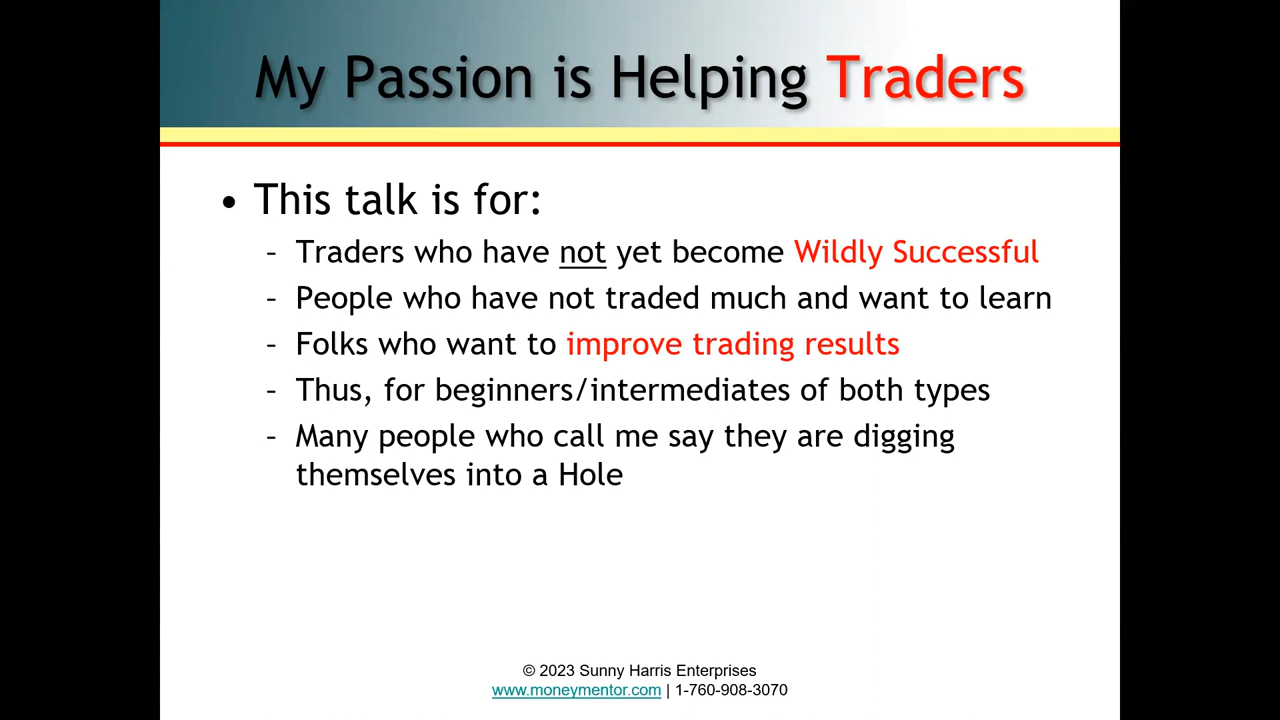 My Passion is Helping Traders
• This talk is for:
– Traders who have not yet become Wildly Successful
– People who have not traded much and want to learn
– Folks who want to improve trading results
– Thus, for beginners/intermediates of both types
– Many people who call me say they are digging
themselves into a Hole
© 2023 Sunny Harris Enterprises
www.moneymentor.com | 1-760-908-3070